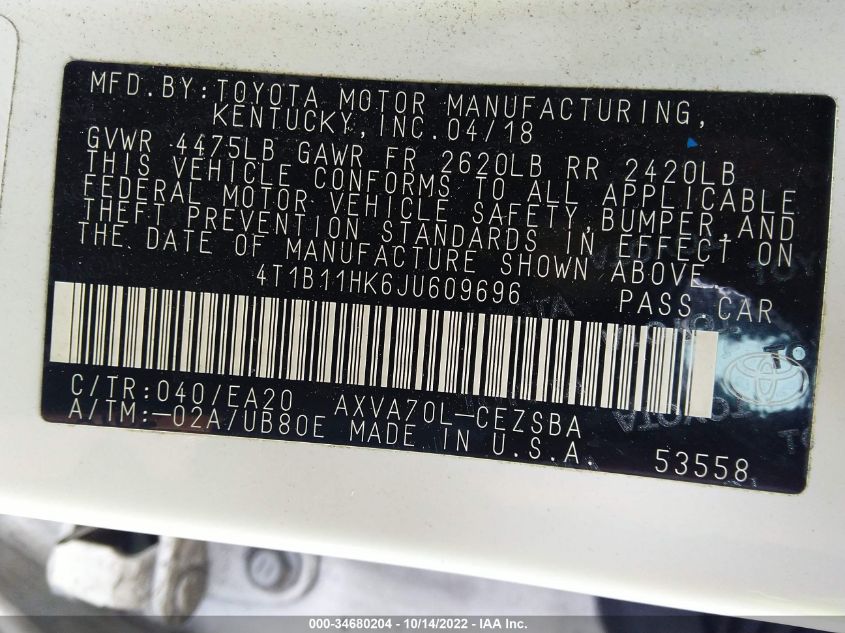 MFD.BY:TOYOTA MOTOR MANUFACTURING,
KENTUCKY,INC.04/18
GVWR 4475LB GAWR FR 2620LB RR 2420LB
THIS VEHICLE CONFORMS TO ALL APPLICABLE
FEDERAL MOTOR VEHICLE SAFETY,BUMPER,AND
THEFT PREVENTION STANDARDS IN EFFECT ON
THE DATE OF MANUFACTURE SHOWN ABOVE.
4T1B11HK6JU609696 PASS CAR
C/TR:040/EA20 AXVA70L-CEZSBA
A/TM:-02A/UB80E MADE IN U.S.A.
53558
TOYOTA
TOYOTA
000-34680204 - 10/14/2022 - IAA Inc.